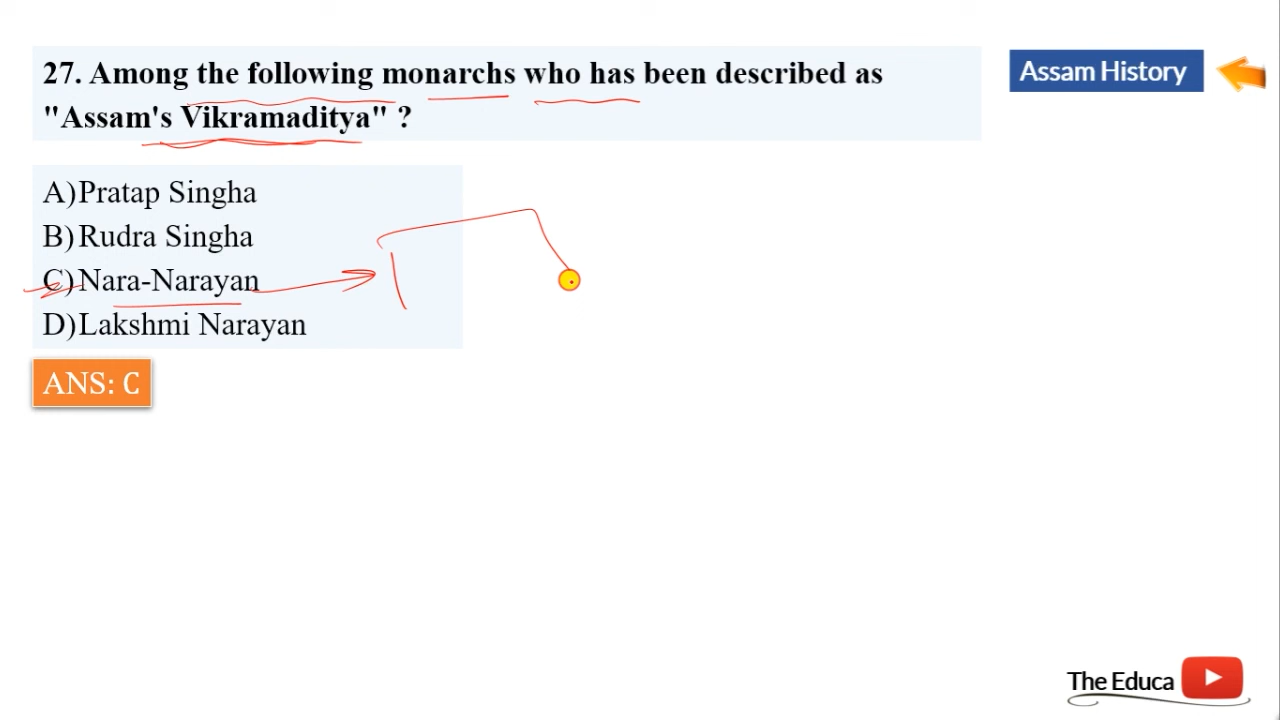 27. Among the following monarchs who has been described as
"Assam's Vikramaditya" ?
Assam History
A) Pratap Singha
B) Rudra Singha
C) Nara-Narayan
D) Lakshmi Narayan
ANS: C
The Educa